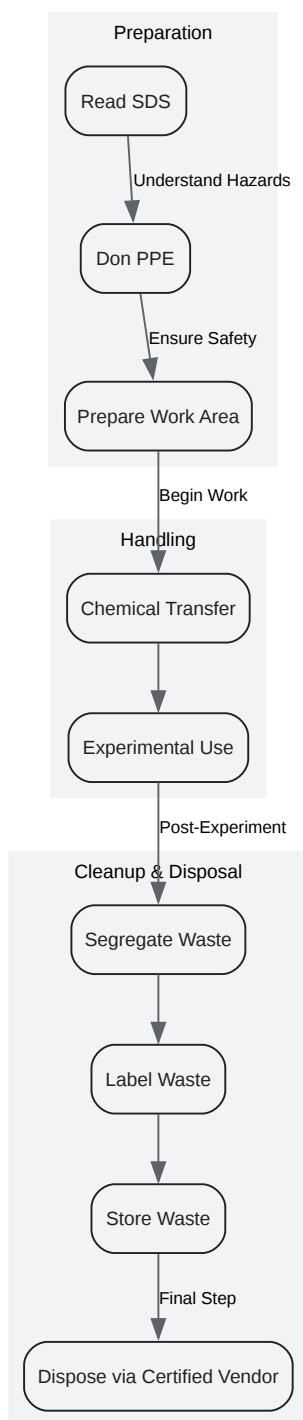 Preparation
Read SDS
Understand Hazards
Don PPE
Ensure Safety
Prepare Work Area
Begin Work
Handling
Chemical Transfer
Experimental Use
Post-Experiment
Cleanup & Disposal
Segregate Waste
Label Waste
Store Waste
Final Step
Dispose via Certified Vendor